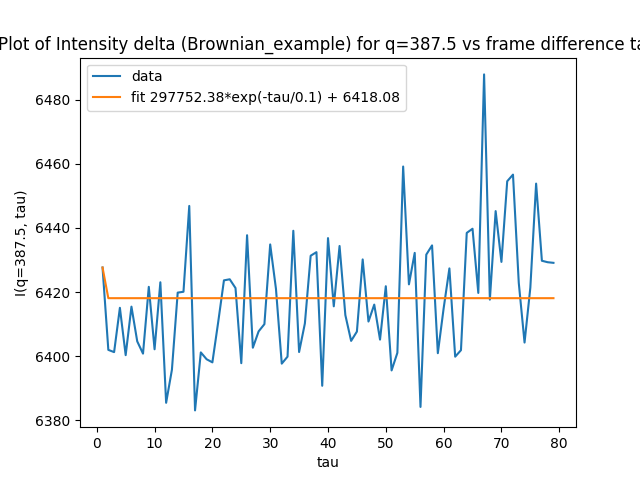 Plot of Intensity delta (Brownian_example) for q=387.5 vs frame difference ta
data
fit 297752.38*exp(-tau/0.1) + 6418.08
I(q=387.5, tau)
6480
6460
6440
6420
6400
6380
0 10 20 30 40 50 60 70 80
tau